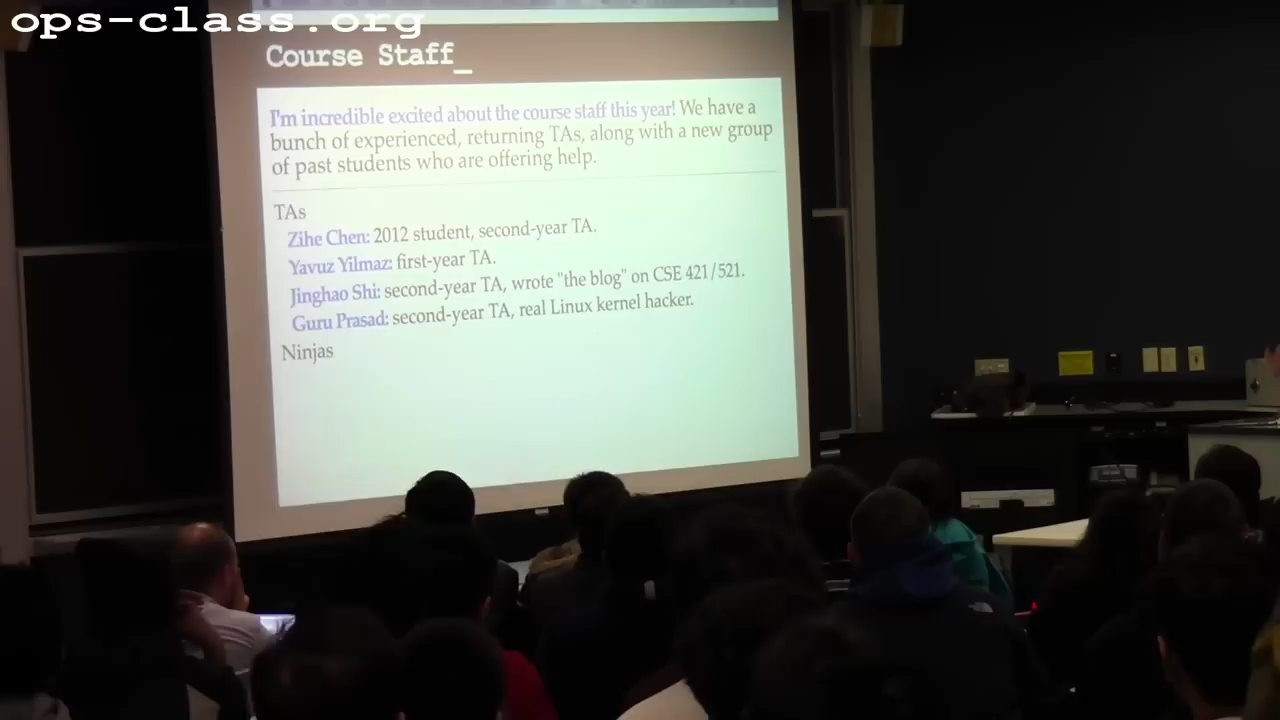 ops-class.org
Course Staff_
I'm incredible excited about the course staff this year! We have a
bunch of experienced, returning TAs, along with a new group
of past students who are offering help.
TAs
Zihe Chen: 2012 student, second-year TA.
Yavuz Yilmaz: first-year TA.
Jinghao Shi: second-year TA, wrote "the blog" on CSE 421/521.
Guru Prasad: second-year TA, real Linux kernel hacker.
Ninjas